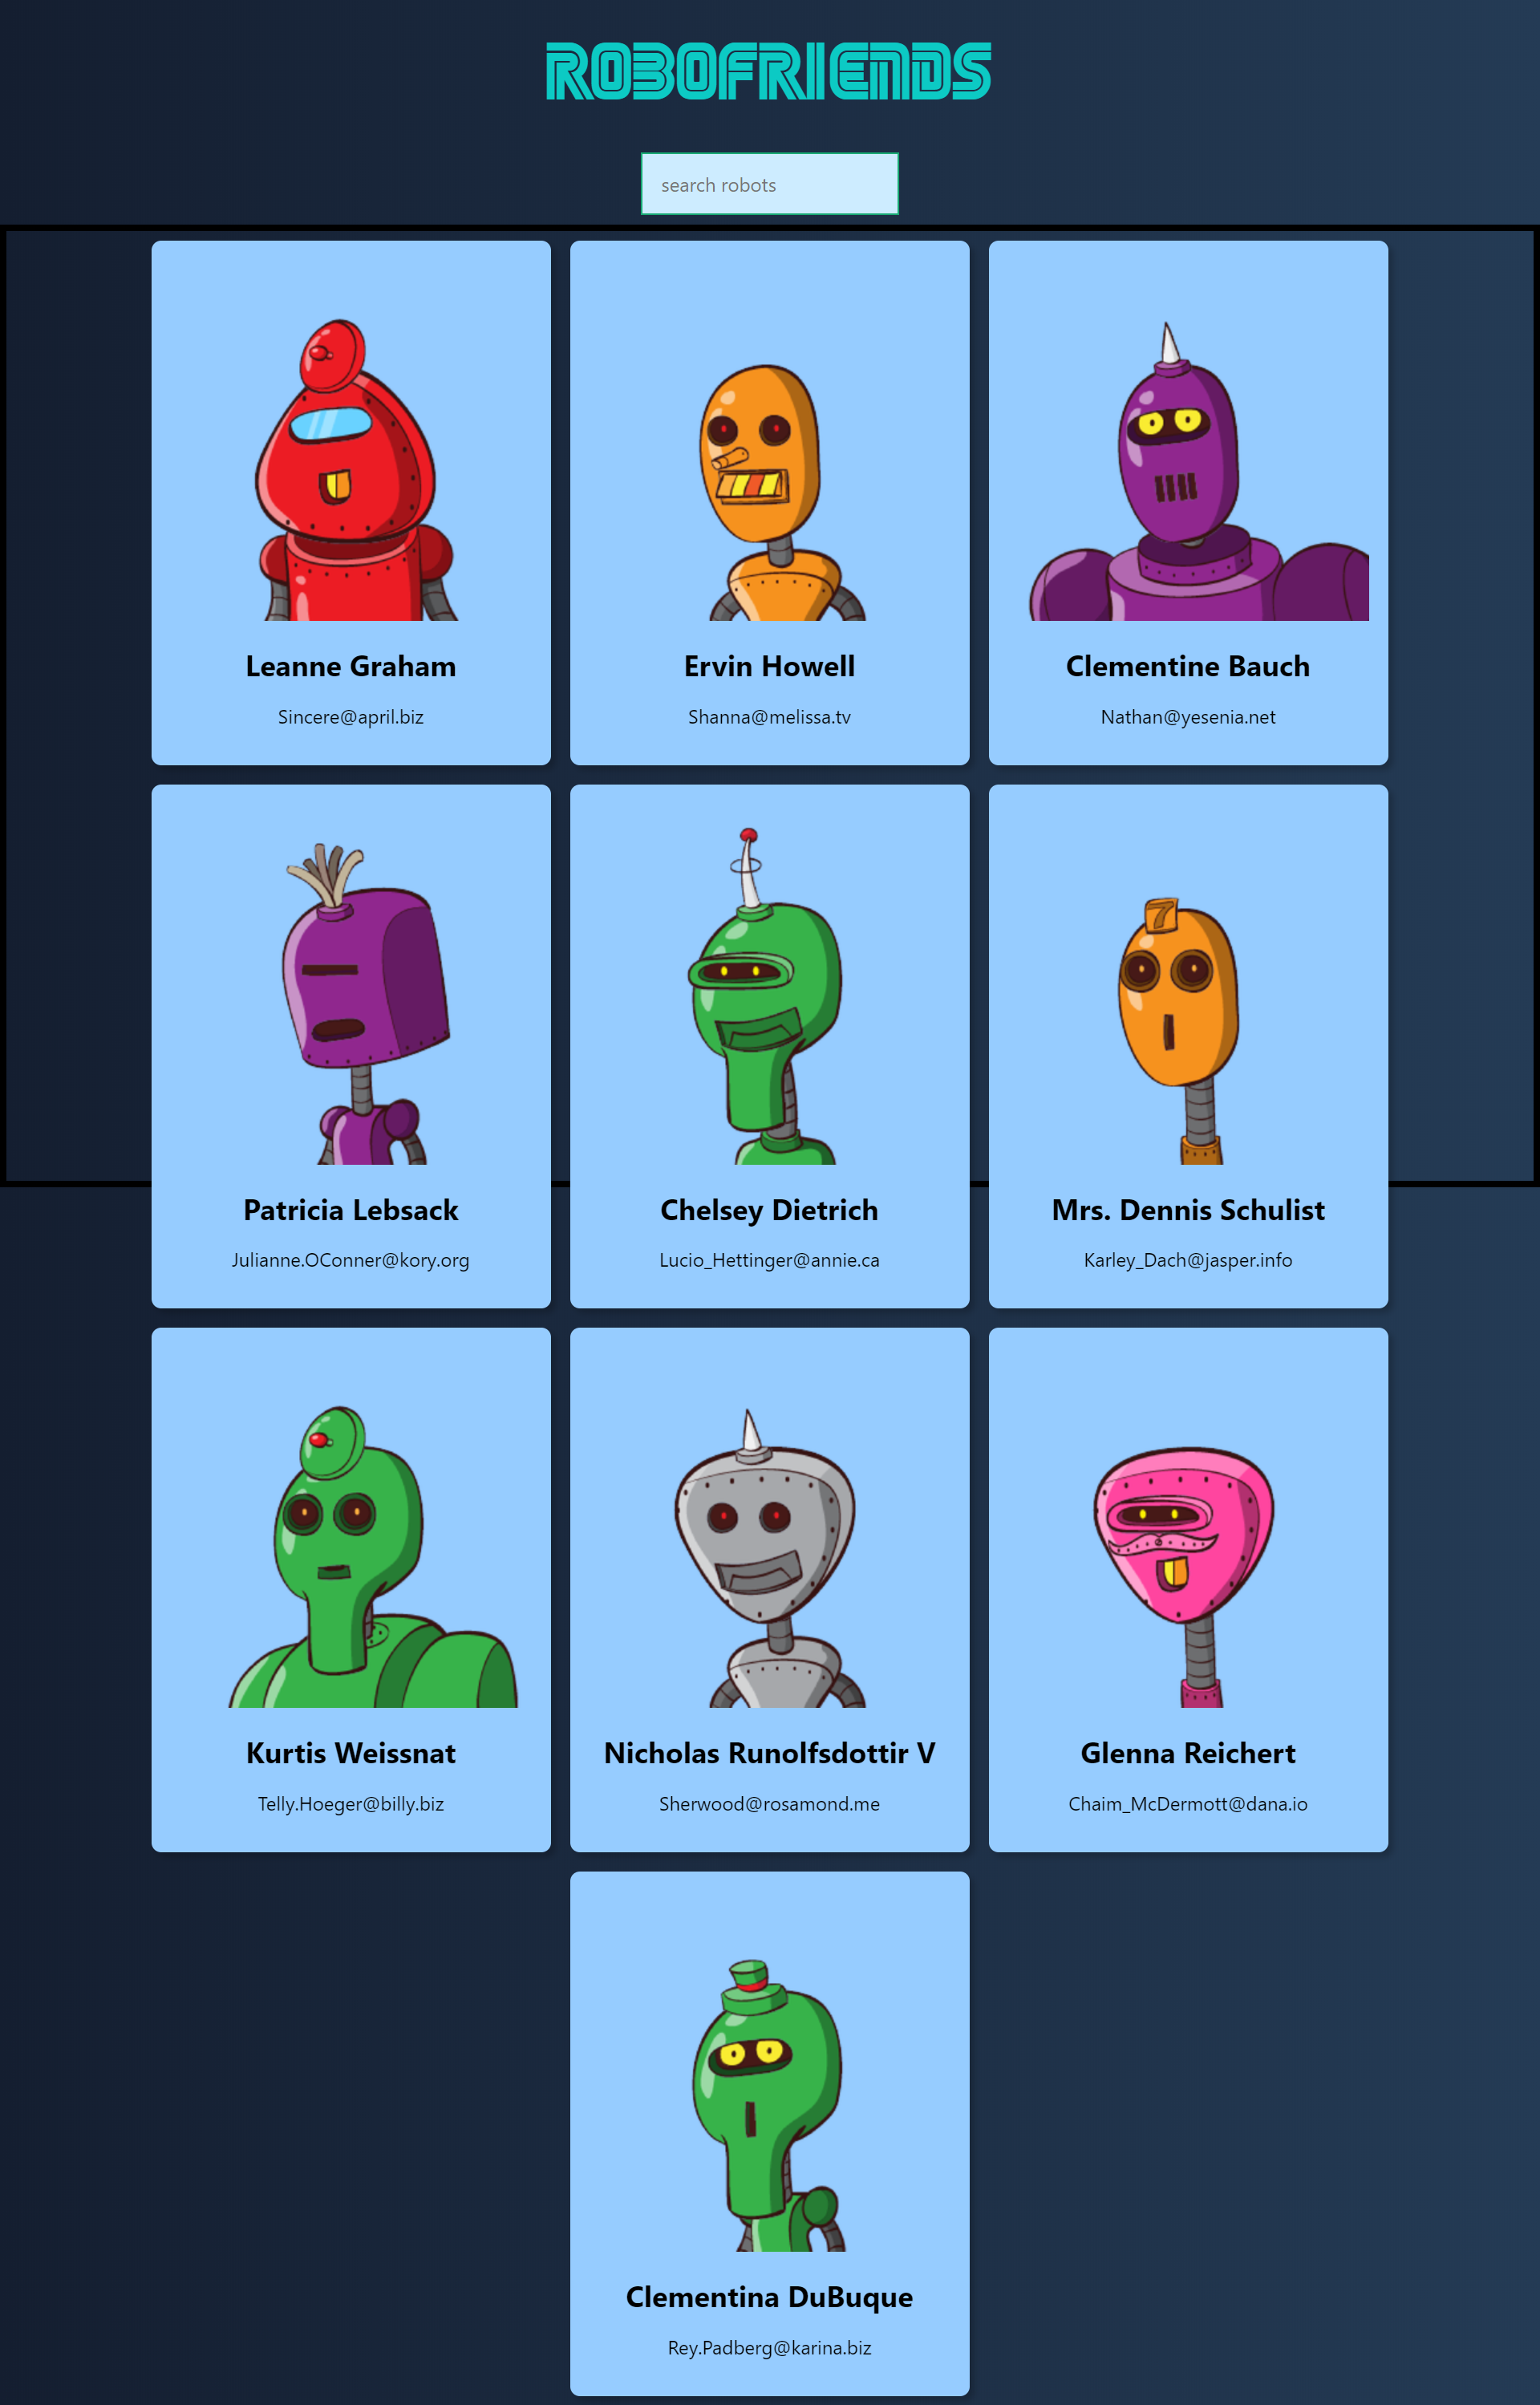 ROBOFRIENDS
search robots
Leanne Graham
Sincere@april.biz
Ervin Howell
Shanna@melissa.tv
Clementine Bauch
Nathan@yesenia.net
7
Patricia Lebsack
Julianne.OConner@kory.org
Chelsey Dietrich
Lucio_Hettinger@annie.ca
Mrs. Dennis Schulist
Karley_Dach@jasper.info
Kurtis Weissnat
Telly.Hoeger@billy.biz
Nicholas Runolfsdottir V
Sherwood@rosamond.me
Glenna Reichert
Chaim_McDermott@dana.io
Clementina DuBuque
Rey.Padberg@karina.biz